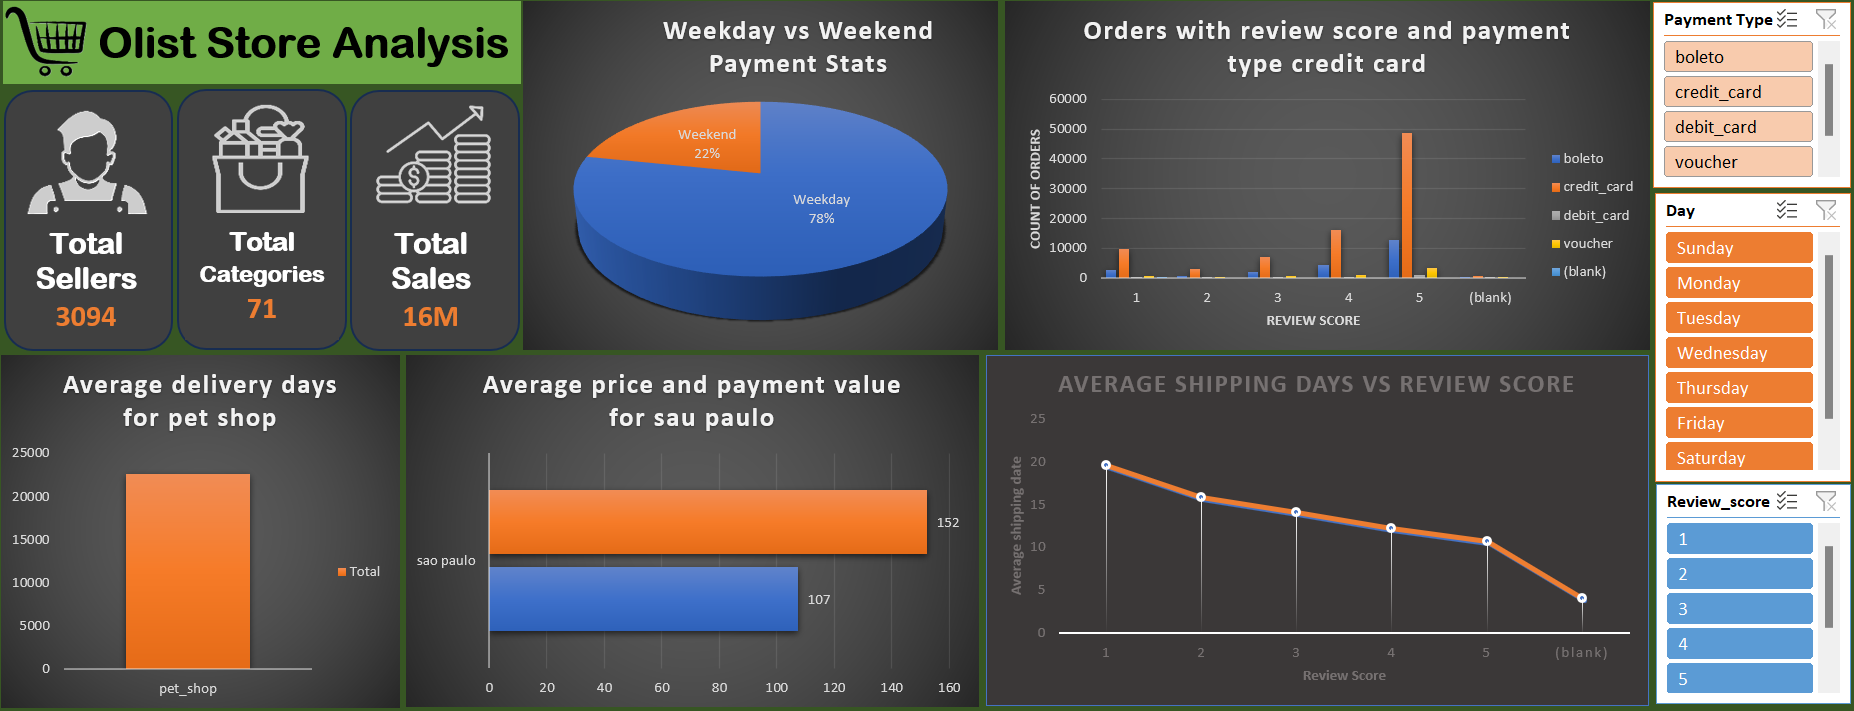 Olist Store Analysis
Total
Sellers
3094
Total
Categories
71
$
Total
Sales
16M
Weekday vs Weekend
Payment Stats
Weekend
22%
Weekday
78%
Orders with review score and payment
type credit card
60000
50000
40000
30000
20000
10000
0
COUNT OF ORDERS
1 2 3 4 5 (blank)
REVIEW SCORE
boleto
credit_card
debit_card
voucher
(blank)
Payment Type
boleto
credit_card
debit_card
voucher
Day
Sunday
Monday
Tuesday
Wednesday
Thursday
Friday
Saturday
Review_score
1
2
3
4
5
Average delivery days
for pet shop
25000
20000
15000
10000
5000
0
pet_shop
Total
Average price and payment value
for sau paulo
sao paulo
152
107
0 20 40 60 80 100 120 140 160
AVERAGE SHIPPING DAYS VS REVIEW SCORE
25
20
15
10
5
0
Average shipping date
1 2 3 4 5 (blank)
Review Score